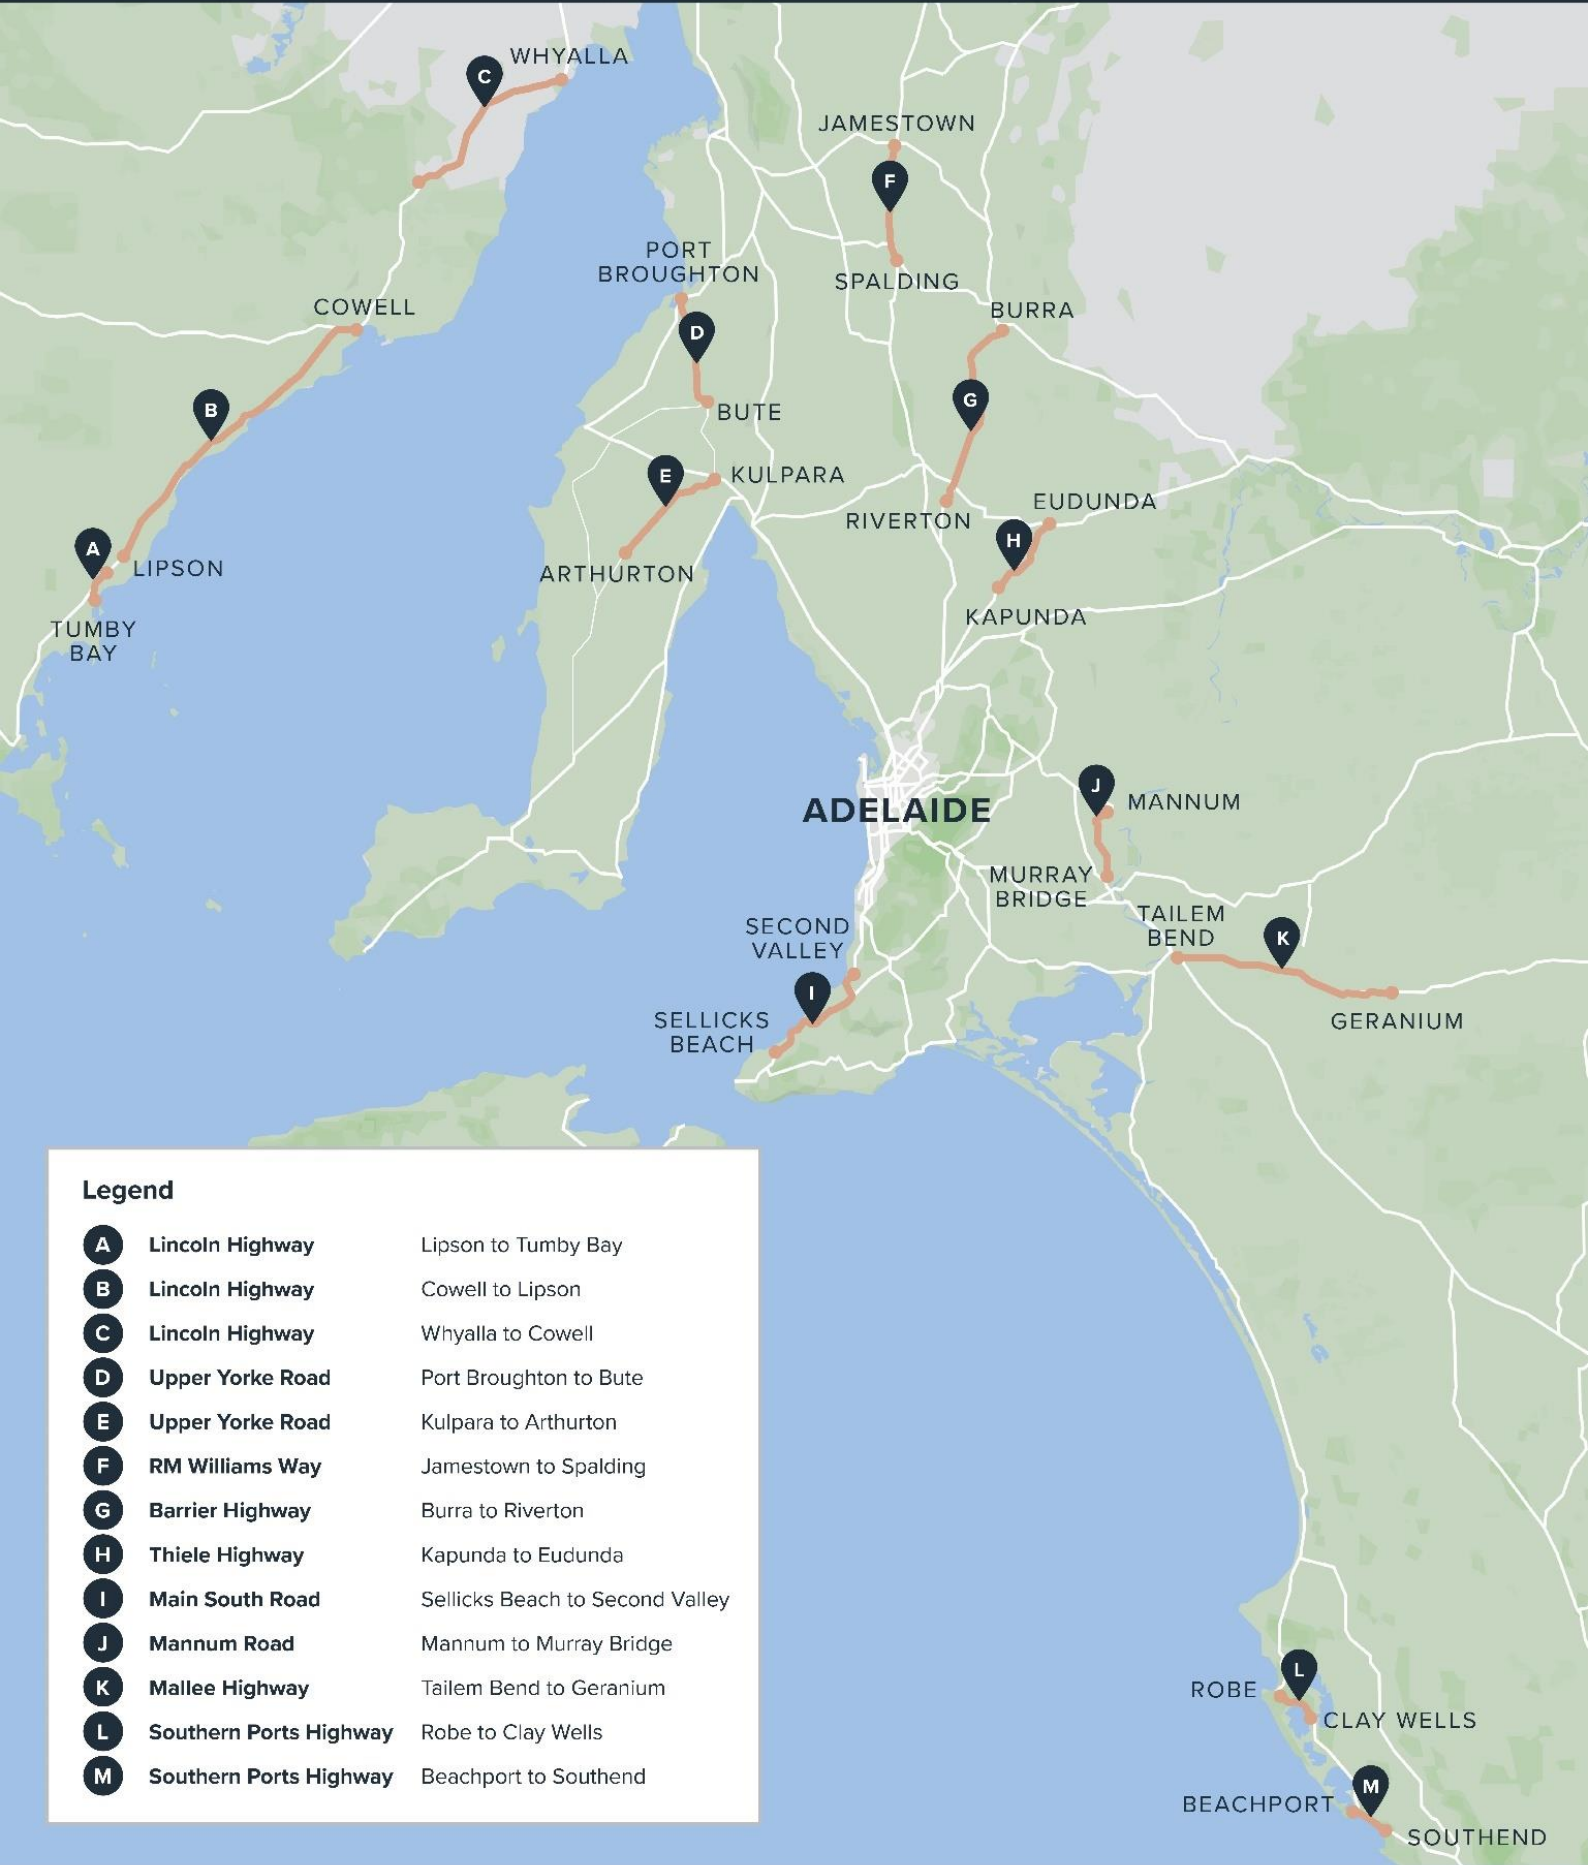 WHYALLA
C
JAMESTOWN
F
PORT
BROUGHTON
SPALDING
COWELL
BURRA
D
B
G
BUTE
E
KULPARA
EUDUNDA
RIVERTON
H
A
LIPSON
ARTHURTON
KAPUNDA
TUMBY
BAY
J
MANNUM
ADELAIDE
MURRAY
BRIDGE
TAILEM
BEND
K
SECOND
VALLEY
I
SELLICKS
BEACH
GERANIUM
Legend
A Lincoln Highway Lipson to Tumby Bay
B Lincoln Highway Cowell to Lipson
C Lincoln Highway Whyalla to Cowell
D Upper Yorke Road Port Broughton to Bute
E Upper Yorke Road Kulpara to Arthurton
F RM Williams Way Jamestown to Spalding
G Barrier Highway Burra to Riverton
H Thiele Highway Kapunda to Eudunda
I Main South Road Sellicks Beach to Second Valley
J Mannum Road Mannum to Murray Bridge
K Mallee Highway Tailem Bend to Geranium
L Southern Ports Highway Robe to Clay Wells
M Southern Ports Highway Beachport to Southend
L
ROBE
CLAY WELLS
M
BEACHPORT
SOUTHEND